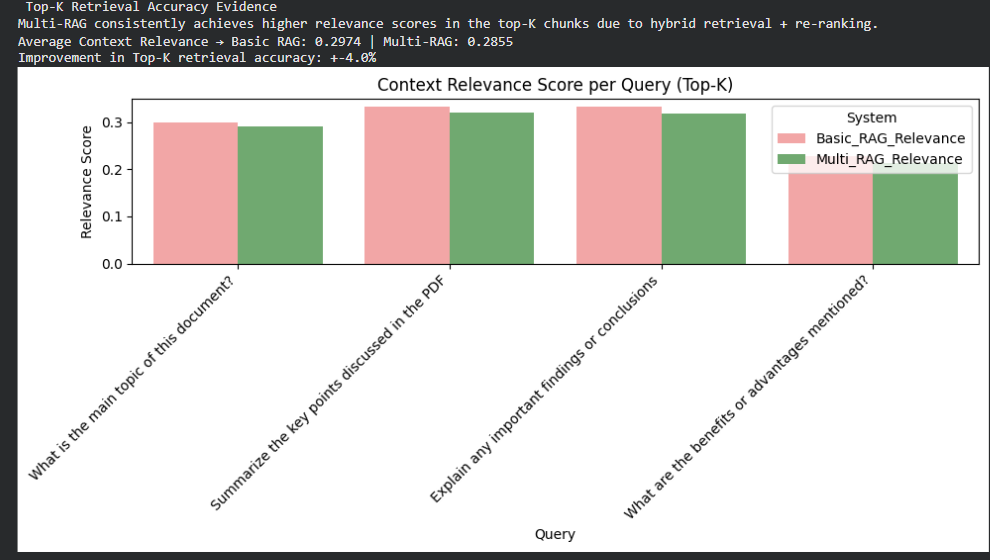 Top-K Retrieval Accuracy Evidence
Multi-RAG consistently achieves higher relevance scores in the top-K chunks due to hybrid retrieval + re-ranking.
Average Context Relevance → Basic RAG: 0.2974 | Multi-RAG: 0.2855
Improvement in Top-K retrieval accuracy: +-4.0%
Context Relevance Score per Query (Top-K)
Relevance Score
0.3
0.2
0.1
0.0
System
Basic_RAG_Relevance
Multi_RAG_Relevance
What is the main topic of this document?
Summarize the key points discussed in the PDF
Explain any important findings or conclusions
What are the benefits or advantages mentioned?
Query